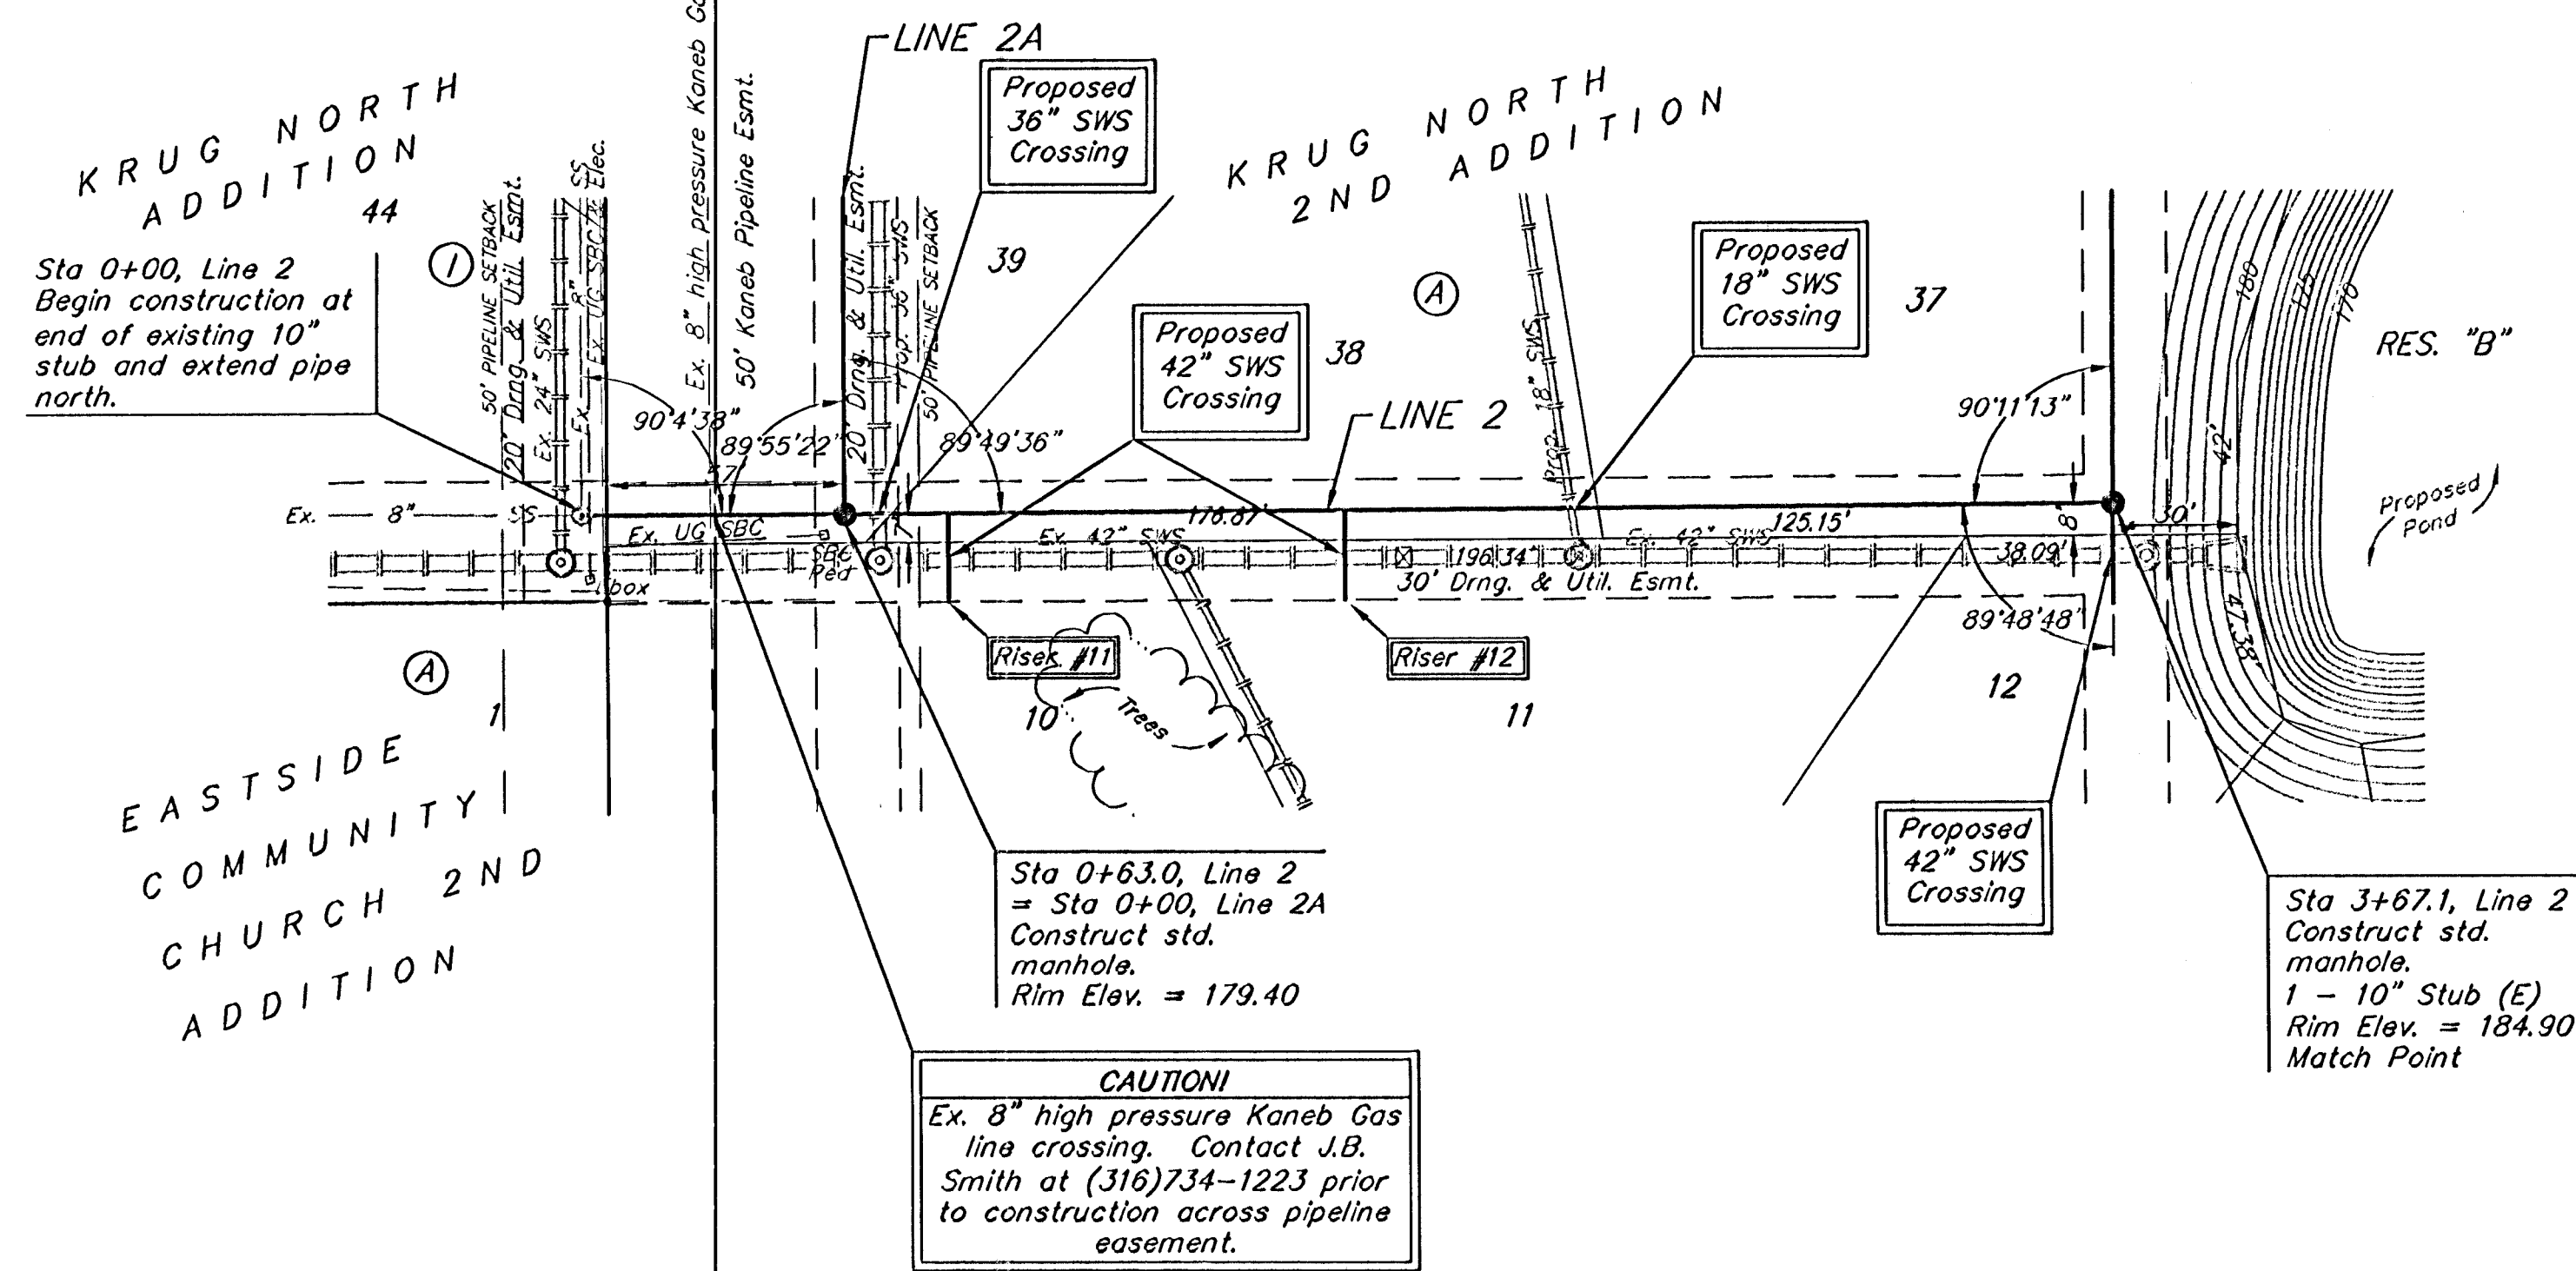 LINE 2A
Proposed
36" SWS
Crossing
KRUG NORTH
ADDITION
44
1
Sta 0+00, Line 2
Begin construction at
end of existing 10"
stub and extend pipe
north.
50' PIPELINE SETBACK
20' Drng. & Util. Esmt.
Ex. 24" SWS
Ex. 8" SS
Ex. UG SBC/ Elec.
Ex. 8" high pressure Kaneb
50' Kaneb Pipeline Esmt.
20' Drng. & Util. Esmt.
Prop. 36" SWS
50' PIPELINE SETBACK
39
KRUG NORTH
2ND ADDITION
A
Proposed
42" SWS
Crossing
38
Proposed
18" SWS
Crossing
37
Prop. 18" SWS
LINE 2
180
175
170
RES. "B"
Proposed
Pond
90°4'38"
89°55'22"
89°49'36"
90°11'13"
42'
Ex. 8" SS
Ex. UG SBC
SBC
Ped
7'
Ex. 42" SWS
125.15'
Ex. 42" SWS
196.34'
38.09'
8'
30'
47.38'
30' Drng. & Util. Esmt.
89°48'48"
Riser #11
Riser #12
A
1
10
Trees
11
12
EASTSIDE
COMMUNITY
CHURCH 2ND
ADDITION
Sta 0+63.0, Line 2
= Sta 0+00, Line 2A
Construct std.
manhole.
Rim Elev. = 179.40
Proposed
42" SWS
Crossing
Sta 3+67.1, Line 2
Construct std.
manhole.
1 - 10" Stub (E)
Rim Elev. = 184.90
Match Point
CAUTION!
Ex. 8" high pressure Kaneb Gas
line crossing. Contact J.B.
Smith at (316)734-1223 prior
to construction across pipeline
easement.